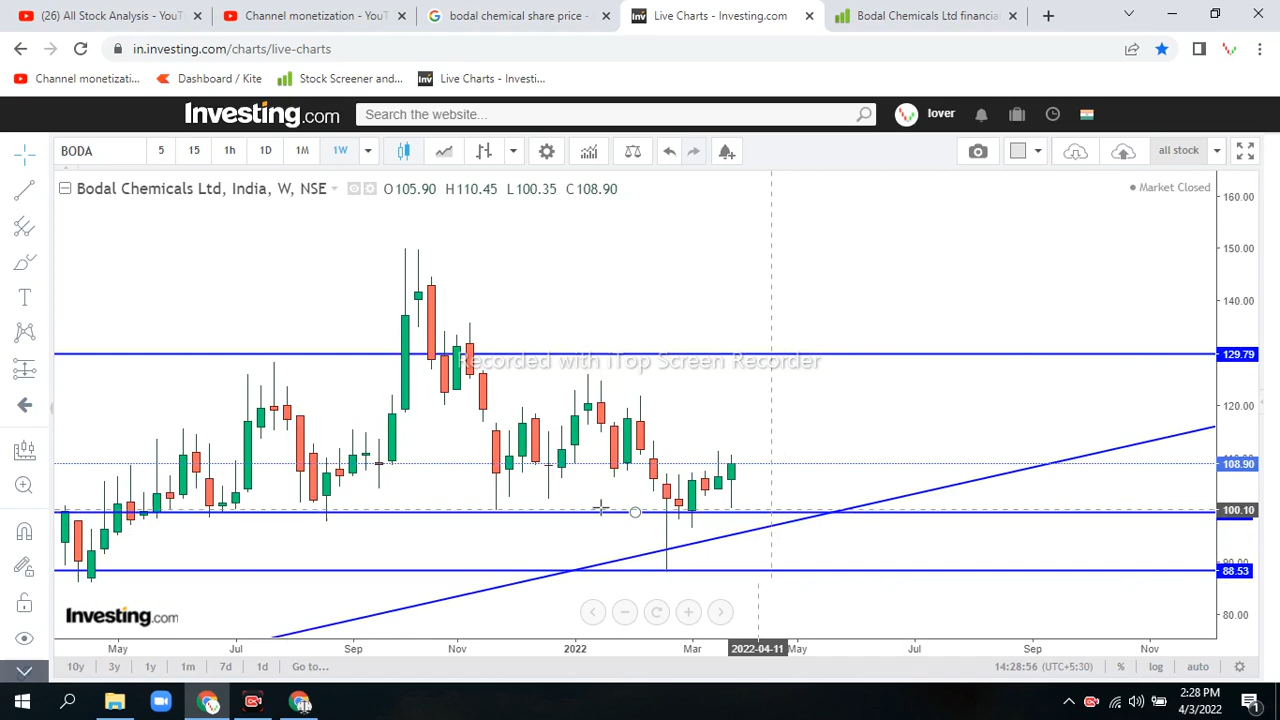 (26) All Stock Analysis - YouT
Channel monetization - YouT
bodal chemical share price -
Live Charts - Investing.com
Bodal Chemicals Ltd financia
in.investing.com/charts/live-charts
Channel monetizati...
Dashboard / Kite
Stock Screener and...
Inv
Live Charts - Investi...
Investing.com
Search the website...
lover
BODA
5
15
1h
1D
1M
1W
all stock
Bodal Chemicals Ltd, India, W, NSE
O105.90 H110.45 L100.35 C108.90
Market Closed
160.00
150.00
140.00
129.79
Recorded with iTop Screen Recorder
120.00
108.90
100.10
88.53
80.00
Investing.com
May
Jul
Sep
Nov
2022
Mar
2022-04-11
May
Jul
Sep
Nov
10y
3y
1y
1m
7d
1d
Go to...
14:28:56 (UTC+5:30)
%
log
auto
2:28 PM
4/3/2022